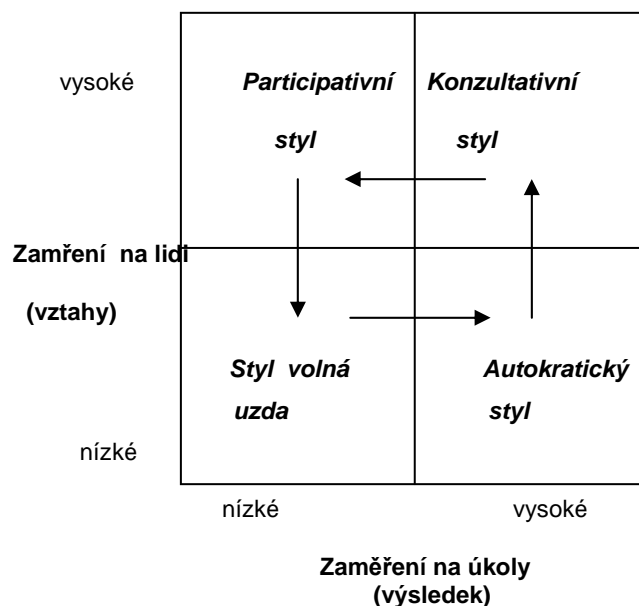 vysoké
Participativní
styl
Konzultativní
styl
Zamření na lidi
(vztahy)
Styl volná
uzda
Autokratický
styl
nízké
nízké
vysoké
Zaměření na úkoly
(výsledek)